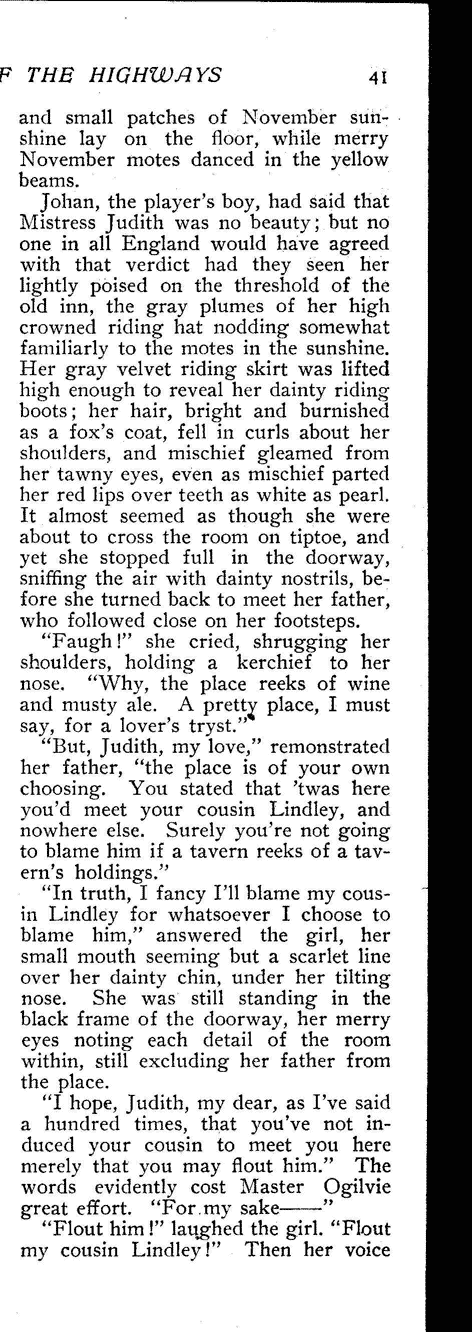 F THE HIGHWAYS 41
and small patches of November sun-
shine lay on the floor, while merry
November motes danced in the yellow
beams.
Johan, the player's boy, had said that
Mistress Judith was no beauty; but no
one in all England would have agreed
with that verdict had they seen her
lightly poised on the threshold of the
old inn, the gray plumes of her high
crowned riding hat nodding somewhat
familiarly to the motes in the sunshine.
Her gray velvet riding skirt was lifted
high enough to reveal her dainty riding
boots; her hair, bright and burnished
as a fox's coat, fell in curls about her
shoulders, and mischief gleamed from
her tawny eyes, even as mischief parted
her red lips over teeth as white as pearl.
It almost seemed as though she were
about to cross the room on tiptoe, and
yet she stopped full in the doorway,
sniffing the air with dainty nostrils, be-
fore she turned back to meet her father,
who followed close on her footsteps.
"Faugh!" she cried, shrugging her
shoulders, holding a kerchief to her
nose. "Why, the place reeks of wine
and musty ale. A pretty place, I must
say, for a lover's tryst."
"But, Judith, my love," remonstrated
her father, "the place is of your own
choosing. You stated that 'twas here
you'd meet your cousin Lindley, and
nowhere else. Surely you're not going
to blame him if a tavern reeks of a tav-
ern's holdings."
"In truth, I fancy I'll blame my cous-
in Lindley for whatsoever I choose to
blame him," answered the girl, her
small mouth seeming but a scarlet line
over her dainty chin, under her tilting
nose. She was still standing in the
black frame of the doorway, her merry
eyes noting each detail of the room
within, still excluding her father from
the place.
"I hope, Judith, my dear, as I've said
a hundred times, that you've not in-
duced your cousin to meet you here
merely that you may flout him." The
words evidently cost Master Ogilvie
great effort. "For my sake——"
"Flout him!" laughed the girl. "Flout
my cousin Lindley!" Then her voice